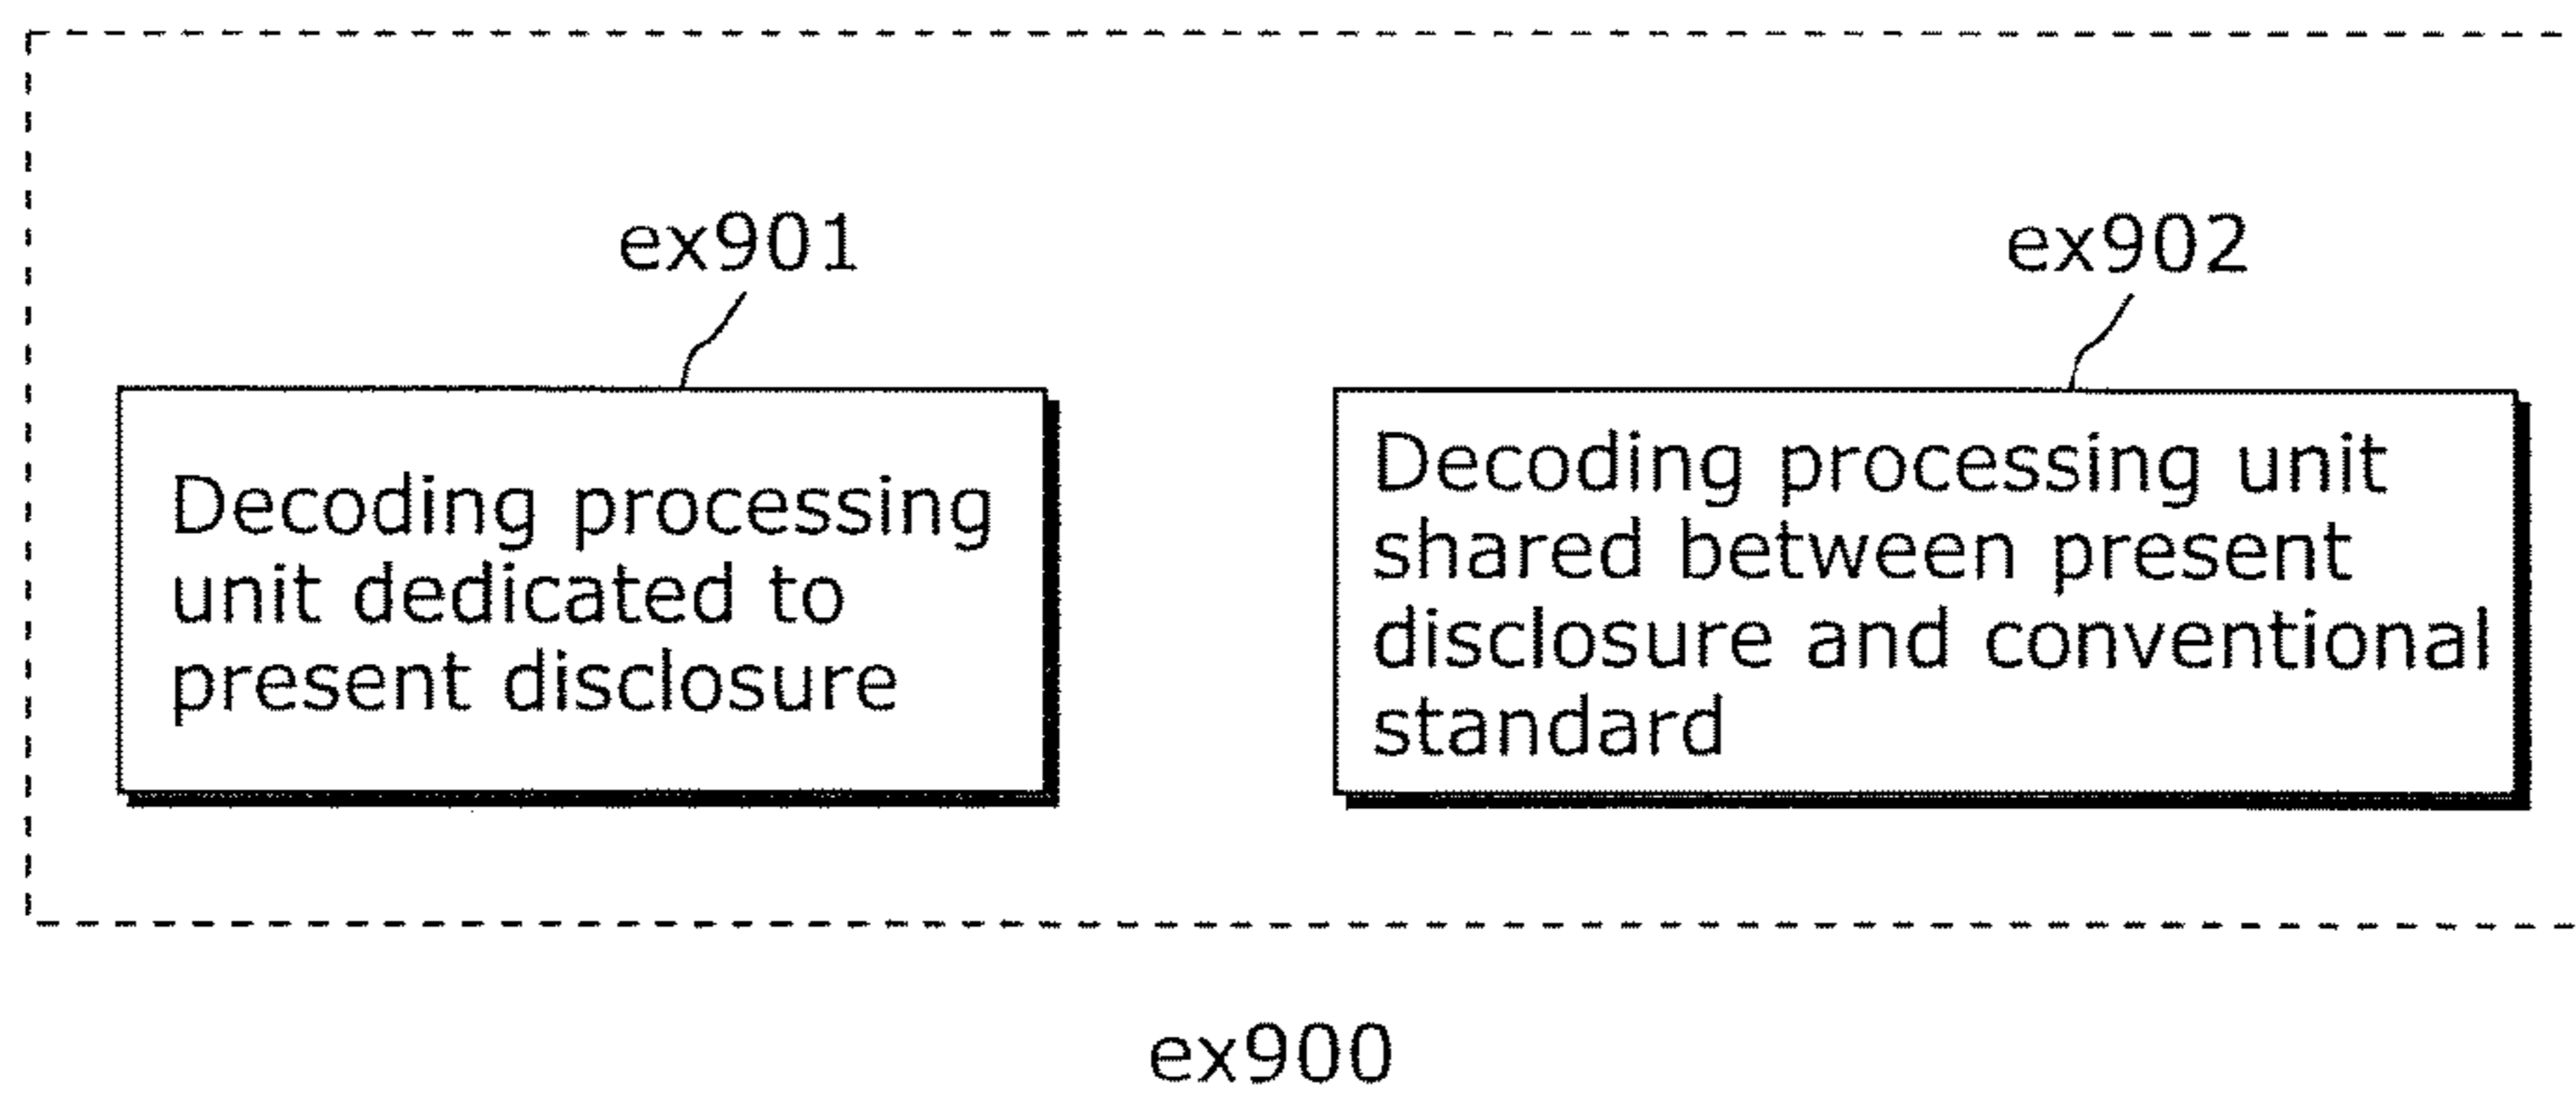 ex901
ex902
Decoding processing
unit dedicated to
present disclosure
Decoding processing unit
shared between present
disclosure and conventional
standard
ex900